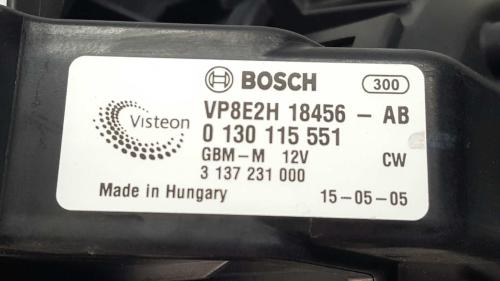 BOSCH 300
Visteon
VP8E2H 18456 - AB
0 130 115 551
GBM-M 12V CW
3 137 231 000
Made in Hungary 15-05-05